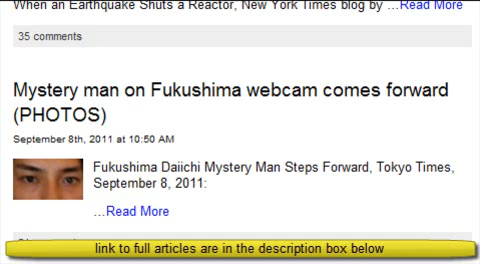 When an Earthquake Shuts a Reactor, New York Times blog by ...Read More
35 comments
Mystery man on Fukushima webcam comes forward
(PHOTOS)
September 8th, 2011 at 10:50 AM
Fukushima Daiichi Mystery Man Steps Forward, Tokyo Times,
September 8, 2011:
...Read More
link to full articles are in the description box below